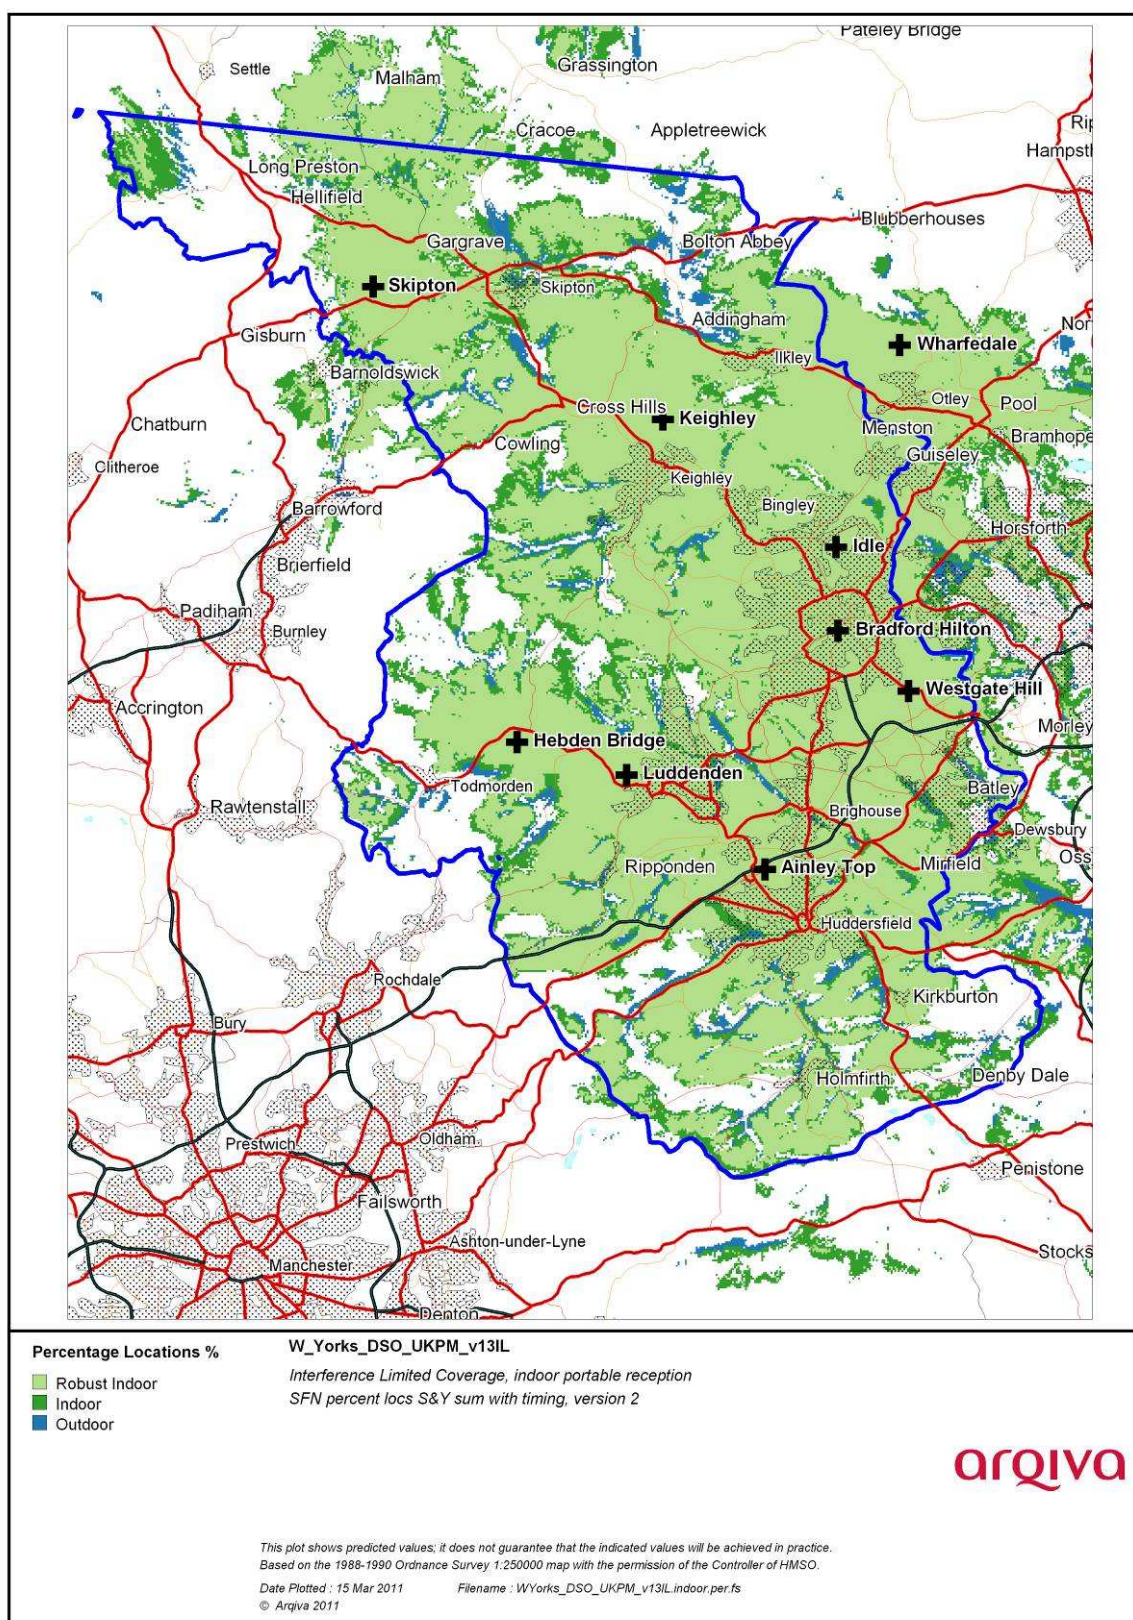 Pateley Bridge
Settle
Grassington
Malham
Rip
Cracoe
Appletreewick
Hampsth
Long Preston
Hellifield
Blubberhouses
Gargrave
Bolton Abbey
Skipton
Skipton
Addingham
Nor
Gisburn
Wharfedale
Ilkley
Barnoldswick
Otley
Pool
Cross Hills
Keighley
Chatburn
Menston
Bramhope
Cowling
Guiseley
Clitheroe
Keighley
Bingley
Barrowford
Horsforth
Idle
Brierfield
Padiham
Burnley
Bradford Hilton
Westgate Hill
Accrington
Morley
Hebden Bridge
Luddenden
Todmorden
Batley
Rawtenstall
Brighouse
Dewsbury
Ripponden
Ainley Top
Mirfield
Oss
Huddersfield
Rochdale
Kirkburton
Bury
Holmfirth
Denby Dale
Prestwich
Oldham
Penistone
Failsworth
Ashton-under-Lyne
Stocks
Manchester
Denton
Percentage Locations %
Robust Indoor
Indoor
Outdoor
W_Yorks_DSO_UKPM_v13IL
Interference Limited Coverage, indoor portable reception
SFN percent locs S&Y sum with timing, version 2
arqiva
This plot shows predicted values; it does not guarantee that the indicated values will be achieved in practice.
Based on the 1988-1990 Ordnance Survey 1:250000 map with the permission of the Controller of HMSO.
Date Plotted : 15 Mar 2011 Filename : WYorks_DSO_UKPM_v13IL.indoor.per.fs
© Arqiva 2011